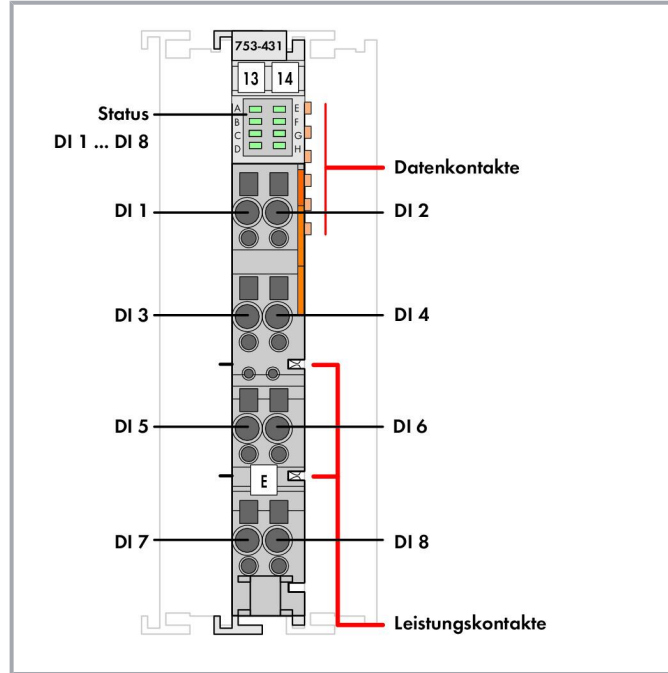 753-431
13 14
A E
Status B F
C G
DI 1 ... DI 8 D H
Datenkontakte
DI 1 DI 2
DI 3 DI 4
DI 5 DI 6
E
DI 7 DI 8
Leistungskontakte